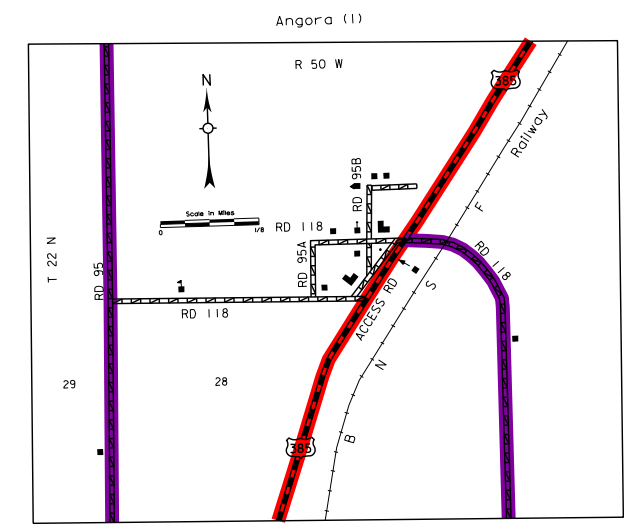 Angora (1)
R 50 W
385
N
Railway
RD 95B
Scale in Miles
0 1/8
RD 118
F
T 22 N
RD 95
RD 95A
RD 118
S
ACCESS RD
RD 118
N
29
28
B
385